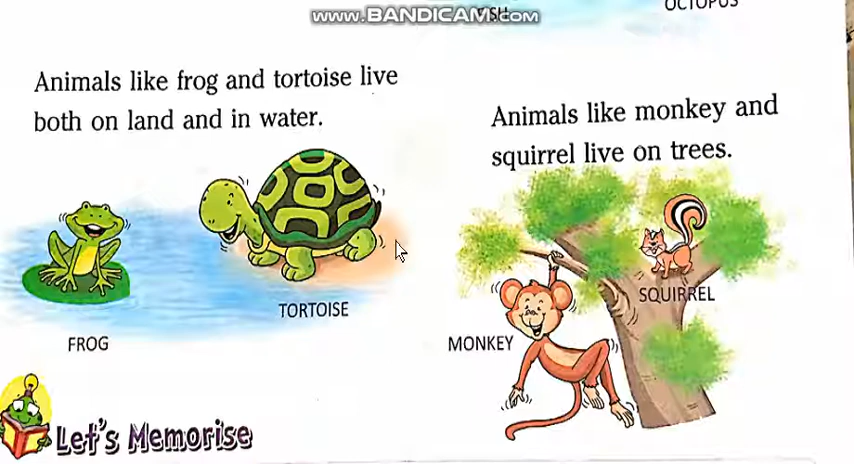 www.BANDICAM.com
FISH
OCTOPUS
Animals like frog and tortoise live
both on land and in water.
Animals like monkey and
squirrel live on trees.
TORTOISE
FROG
SQUIRREL
MONKEY
Let's Memorise